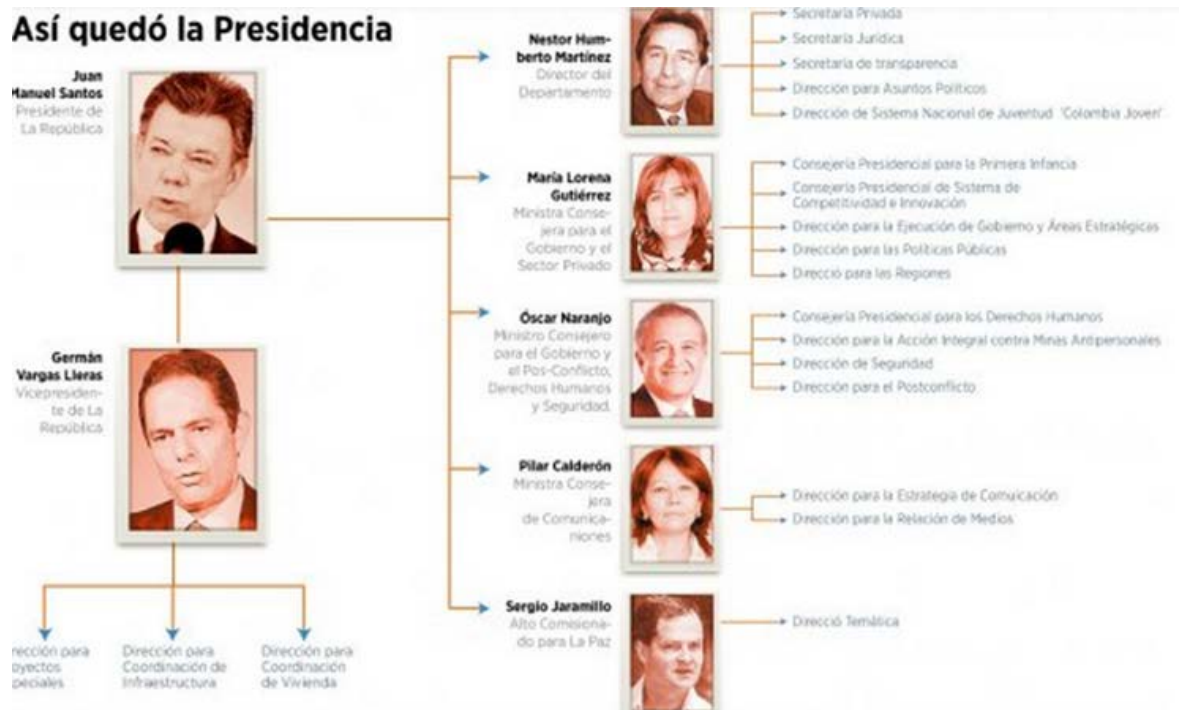 Así quedó la Presidencia
Juan
Manuel Santos
Presidente de
La República
Germán
Vargas Lleras
Vicepresiden-
te de La
República
rección para
oyectos
peciales
Dirección para
Coordinación de
Infraestructura
Dirección para
Coordinación
de Vivienda
Nestor Hum-
berto Martínez
Director del
Departamento
Secretaría Privada
Secretaría Jurídica
Secretaría de transparencia
Dirección para Asuntos Políticos
Dirección de Sistema Nacional de Juventud 'Colombia Joven'
María Lorena
Gutiérrez
Ministra Conse-
jera para el
Gobierno y el
Sector Privado
Consejería Presidencial para la Primera Infancia
Consejería Presidencial de Sistema de
Competitividad e Innovación
Dirección para la Ejecución de Gobierno y Áreas Estratégicas
Dirección para las Políticas Públicas
Direcció para las Regiones
Óscar Naranjo
Ministro Consejero
para el Gobierno y
el Pos-Conflicto,
Derechos Humanos
y Seguridad.
Consejería Presidencial para los Derechos Humanos
Dirección para la Acción Integral contra Minas Antipersonales
Dirección de Seguridad
Dirección para el Postconflicto
Pilar Calderón
Ministra Conse-
jera
de Comunica-
niones
Dirección para la Estrategia de Comuicación
Dirección para la Relación de Medios
Sergio Jaramillo
Alto Comisiona-
do para La Paz
Direcció Temática